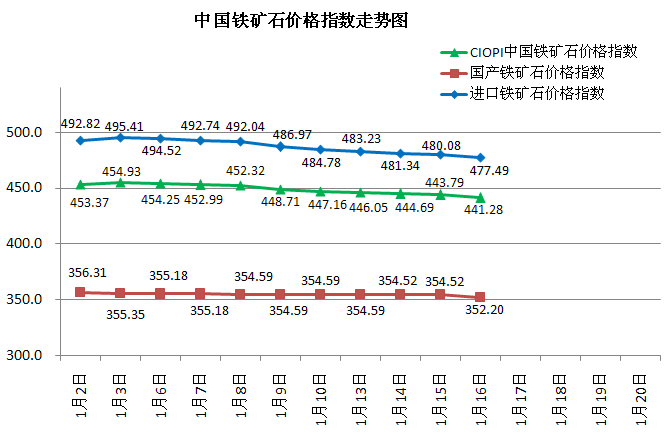 中国铁矿石价格指数走势图
CIOPI中国铁矿石价格指数
国产铁矿石价格指数
进口铁矿石价格指数
500.0
450.0
400.0
350.0
300.0
492.82
495.41
494.52
492.74
492.04
486.97
484.78
483.23
481.34
480.08
477.49
453.37
454.93
454.25
452.99
452.32
448.71
447.16
446.05
444.69
443.79
441.28
356.31
355.35
355.18
355.18
354.59
354.59
354.59
354.59
354.52
354.52
352.20
1月2日
1月3日
1月6日
1月7日
1月8日
1月9日
1月10日
1月13日
1月14日
1月15日
1月16日
1月17日
1月18日
1月19日
1月20日